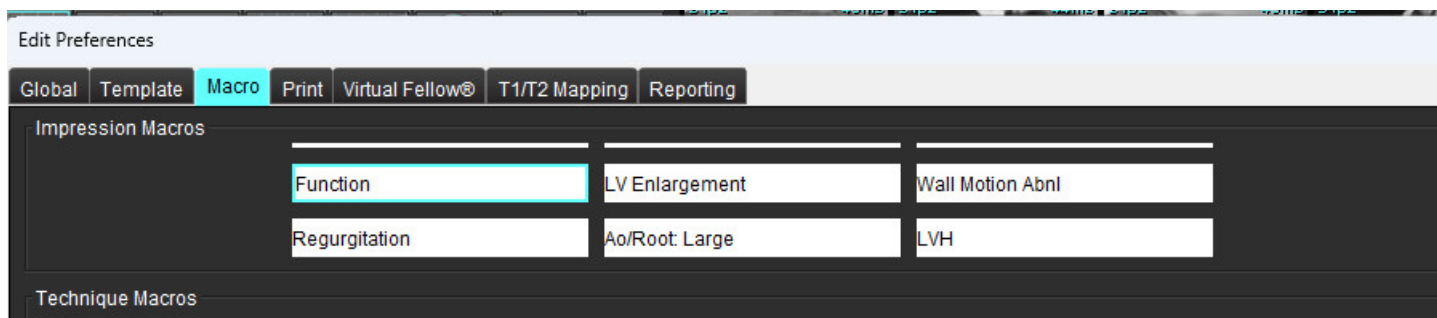 Edit Preferences
Global Template Macro Print Virtual Fellow® T1/T2 Mapping Reporting
Impression Macros
Function LV Enlargement Wall Motion Abnl
Regurgitation Ao/Root: Large LVH
Technique Macros